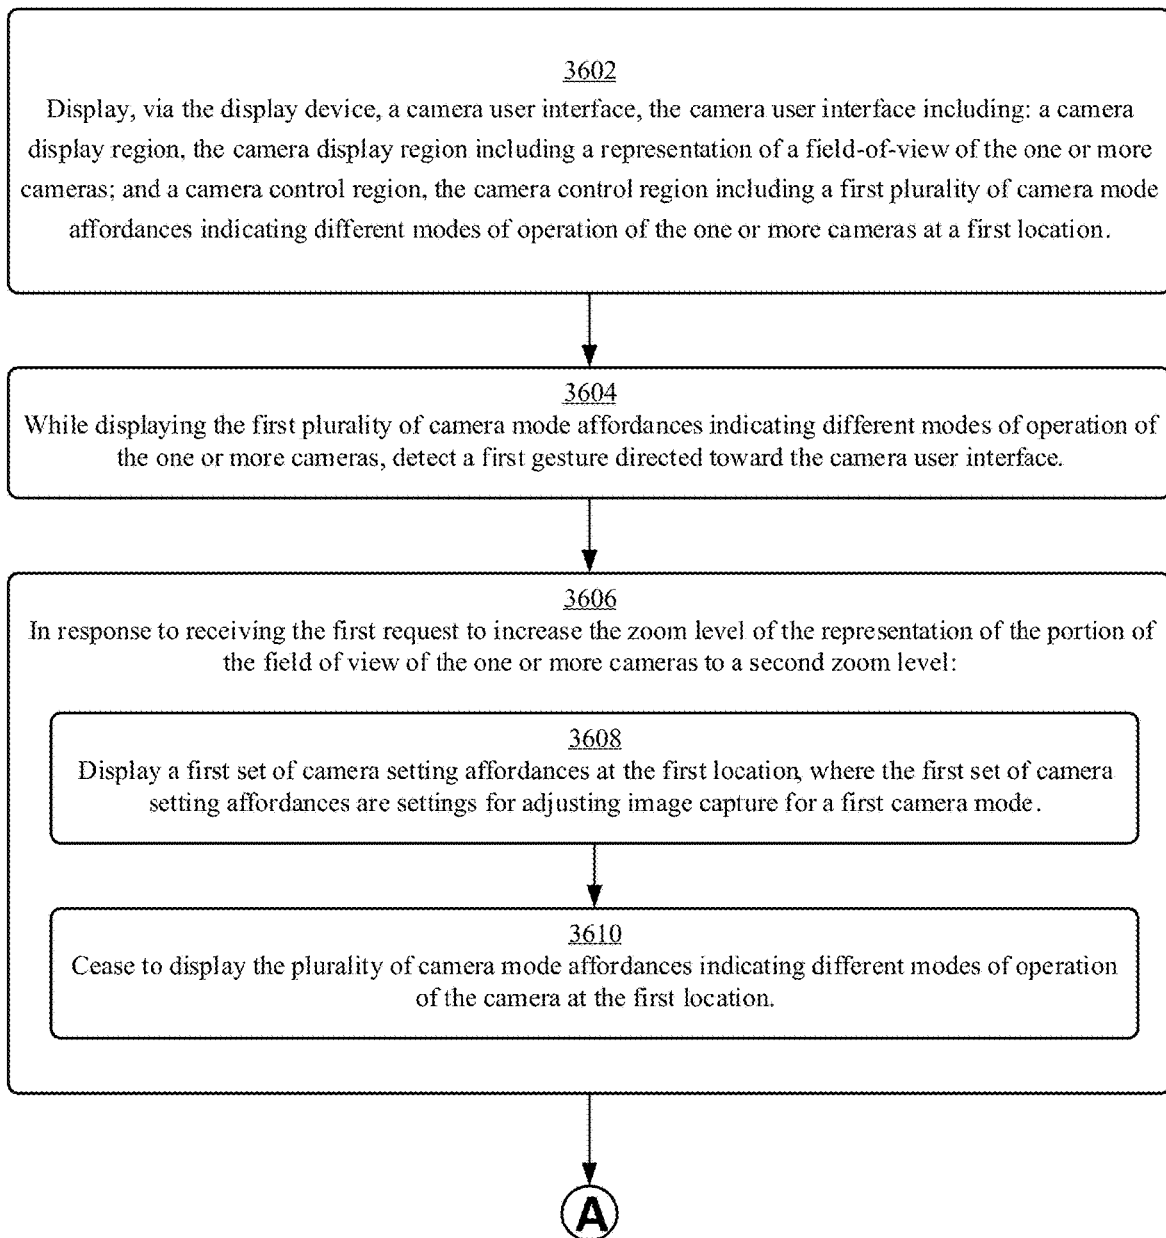 3602
Display, via the display device, a camera user interface, the camera user interface including: a camera
display region, the camera display region including a representation of a field-of-view of the one or more
cameras; and a camera control region, the camera control region including a first plurality of camera mode
affordances indicating different modes of operation of the one or more cameras at a first location.
3604
While displaying the first plurality of camera mode affordances indicating different modes of operation of
the one or more cameras, detect a first gesture directed toward the camera user interface.
3606
In response to receiving the first request to increase the zoom level of the representation of the portion of
the field of view of the one or more cameras to a second zoom level:
3608
Display a first set of camera setting affordances at the first location, where the first set of camera
setting affordances are settings for adjusting image capture for a first camera mode.
3610
Cease to display the plurality of camera mode affordances indicating different modes of operation
of the camera at the first location.
A